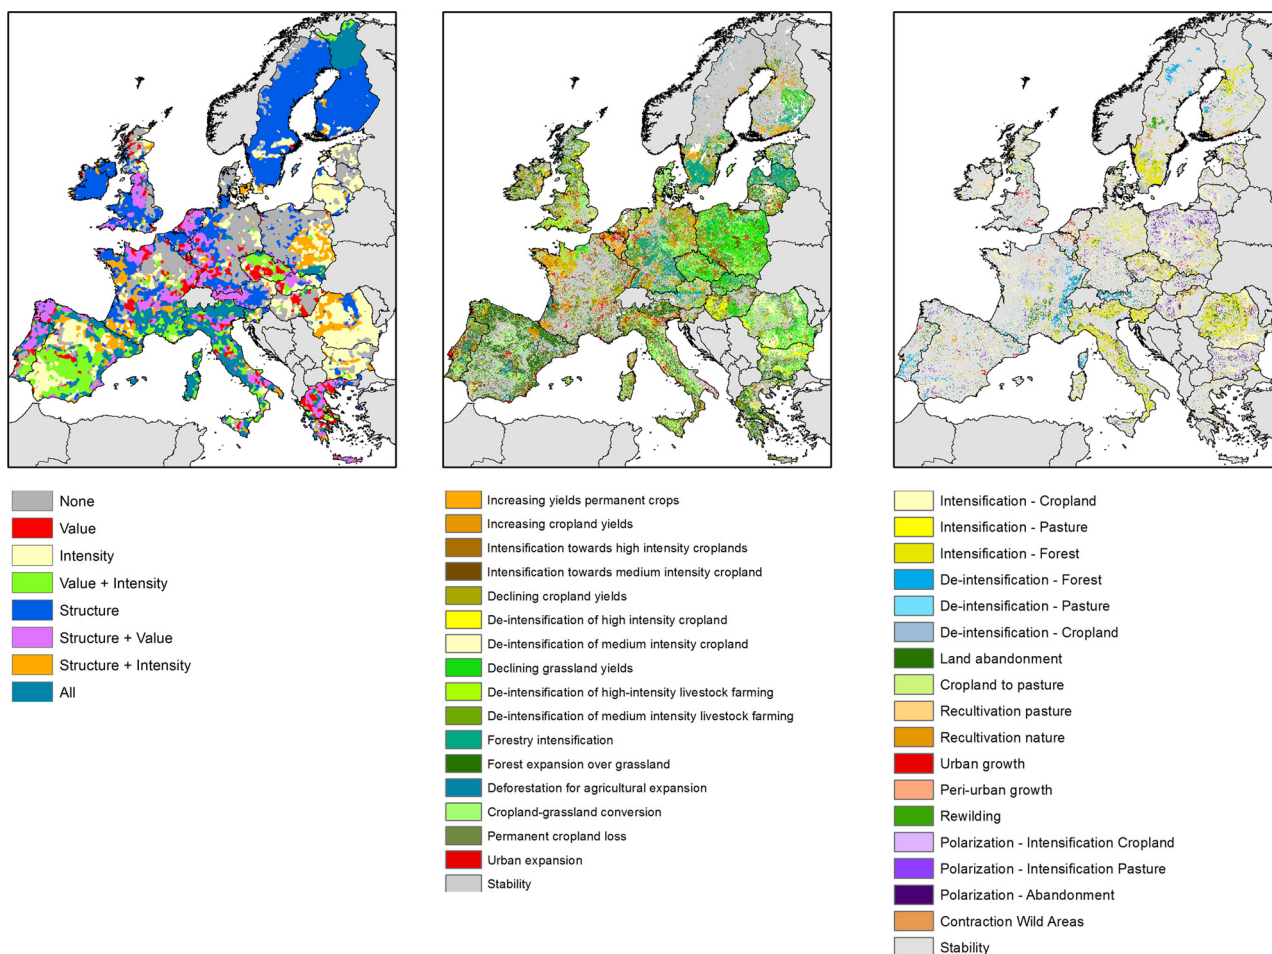 None
Value
Intensity
Value + Intensity
Structure
Structure + Value
Structure + Intensity
All
Increasing yields permanent crops
Increasing cropland yields
Intensification towards high intensity croplands
Intensification towards medium intensity cropland
Declining cropland yields
De-intensification of high intensity cropland
De-intensification of medium intensity cropland
Declining grassland yields
De-intensification of high-intensity livestock farming
De-intensification of medium intensity livestock farming
Forestry intensification
Forest expansion over grassland
Deforestation for agricultural expansion
Cropland-grassland conversion
Permanent cropland loss
Urban expansion
Stability
Intensification - Cropland
Intensification - Pasture
Intensification - Forest
De-intensification - Forest
De-intensification - Pasture
De-intensification - Cropland
Land abandonment
Cropland to pasture
Recultivation pasture
Recultivation nature
Urban growth
Peri-urban growth
Rewilding
Polarization - Intensification Cropland
Polarization - Intensification Pasture
Polarization - Abandonment
Contraction Wild Areas
Stability